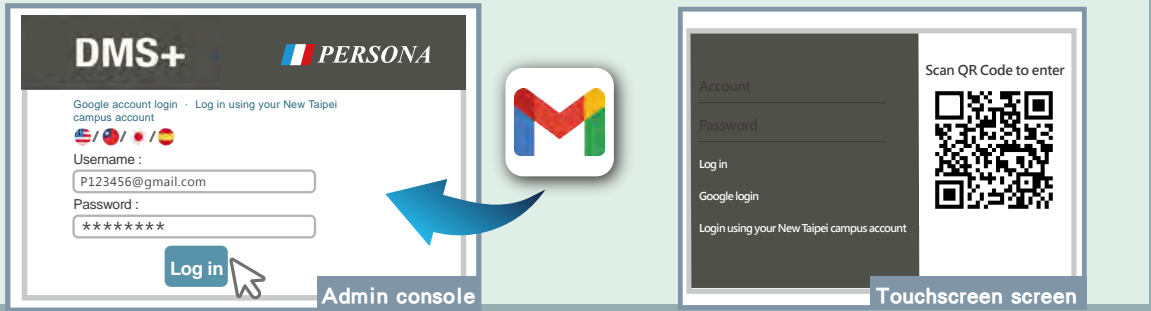 DMS+
PERSONA
Google account login · Log in using your New Taipei
campus account
/ / /
Username :
P123456@gmail.com
Password :
********
Log in
Admin console
Account
Password
Log in
Google login
Login using your New Taipei campus account
Scan QR Code to enter
Touchscreen screen